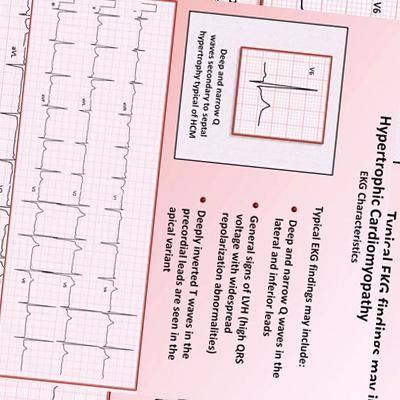 Typical EKG findings may
Hypertrophic Cardiomyopathy
EKG Characteristics
Typical EKG findings may include:
Deep and narrow Q waves in the
lateral and inferior leads
General signs of LVH (high QRS
voltage with widespread
repolarization abnormalities)
Deeply inverted T waves in the
precordial leads are seen in the
apical variant
V6
Deep and narrow Q
waves secondary to septal
hypertrophy typical of HCM
V6
aVL